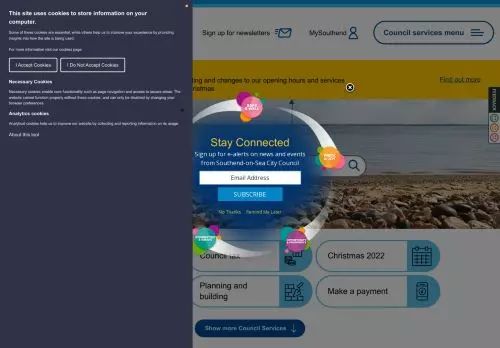 This site uses cookies to store information on your
computer.
Some of these cookies are essential, while others help us to improve your experience by providing
insights into how the site is being used.
For more information visit our cookies page
I Accept Cookies
I Do Not Accept Cookies
Necessary Cookies
Necessary cookies enable core functionality such as page navigation and access to secure areas. The
website cannot function properly without these cookies, and can only be disabled by changing your
browser preferences.
Analytics cookies
Analytical cookies help us to improve our website by collecting and reporting information on its usage.
About this tool
Sign up for newsletters
MySouthend
Council services menu
ing and changes to our opening hours and services
ristmas
Find out more
Stay Connected
Sign up for e-alerts on news and events
from Southend-on-Sea City Council
Email Address
SUBSCRIBE
No Thanks
Remind Me Later
Council tax
Christmas 2022
Planning and
building
Make a payment
Show more Council Services